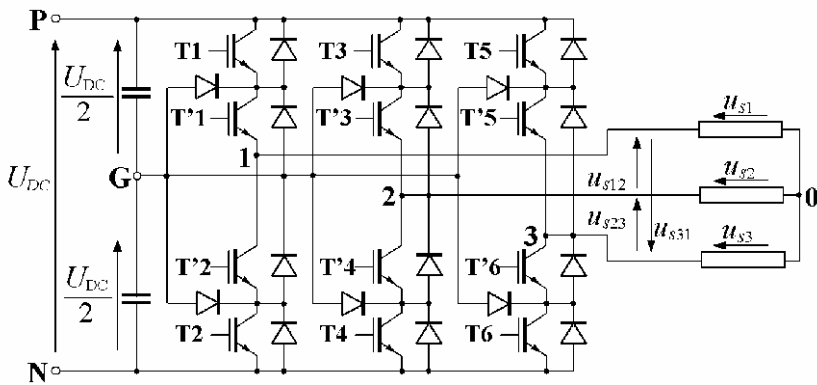 P
T1 T3 T5
U_DC/2
T'1 T'3 T'5
u_s1
1
U_DC G u_s12 u_s2 0
2
u_s23 u_s31
3 u_s3
T'2 T'4 T'6
U_DC/2
T2 T4 T6
N